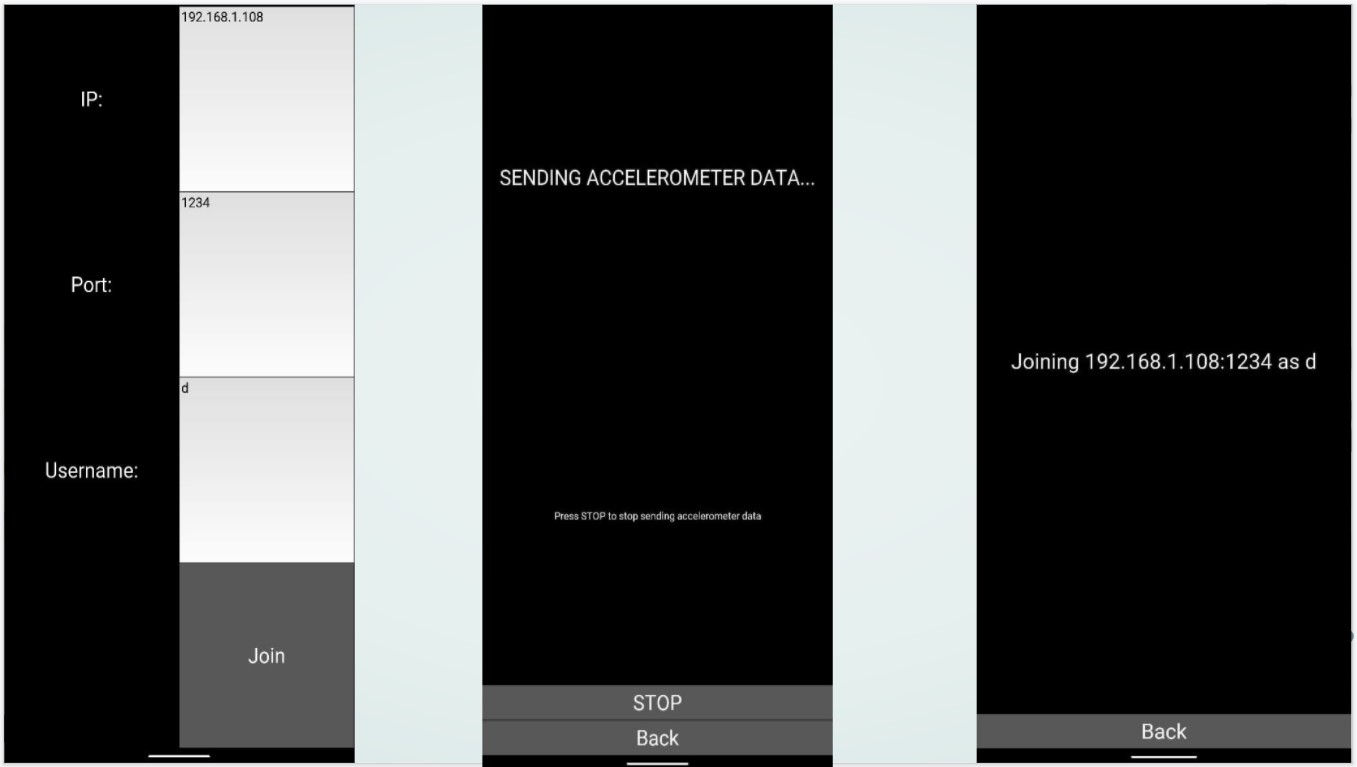 IP:
192.168.1.108
Port:
1234
Username:
d
Join
SENDING ACCELEROMETER DATA...
Press STOP to stop sending accelerometer data
STOP
Back
Joining 192.168.1.108:1234 as d
Back